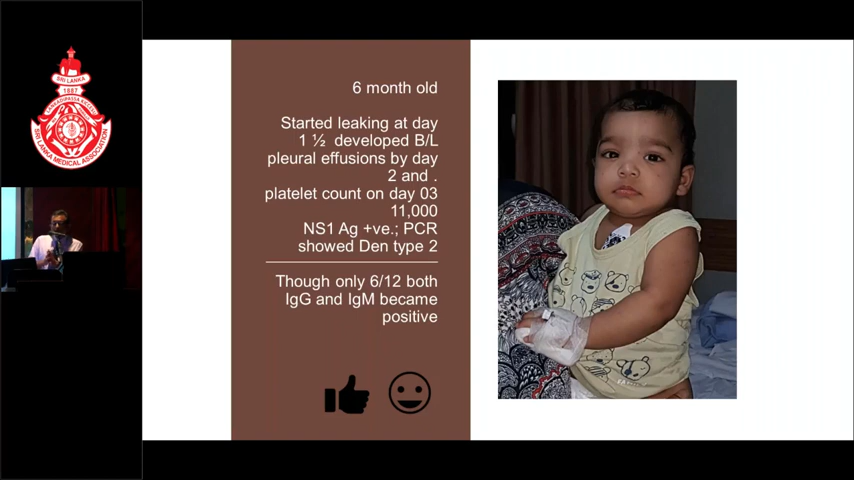 SRI LANKA
1887
SRI LANKA MEDICAL ASSOCIATION
6 month old
Started leaking at day
1 ½ developed B/L
pleural effusions by day
2 and .
platelet count on day 03
11,000
NS1 Ag +ve.; PCR
showed Den type 2
Though only 6/12 both
IgG and IgM became
positive